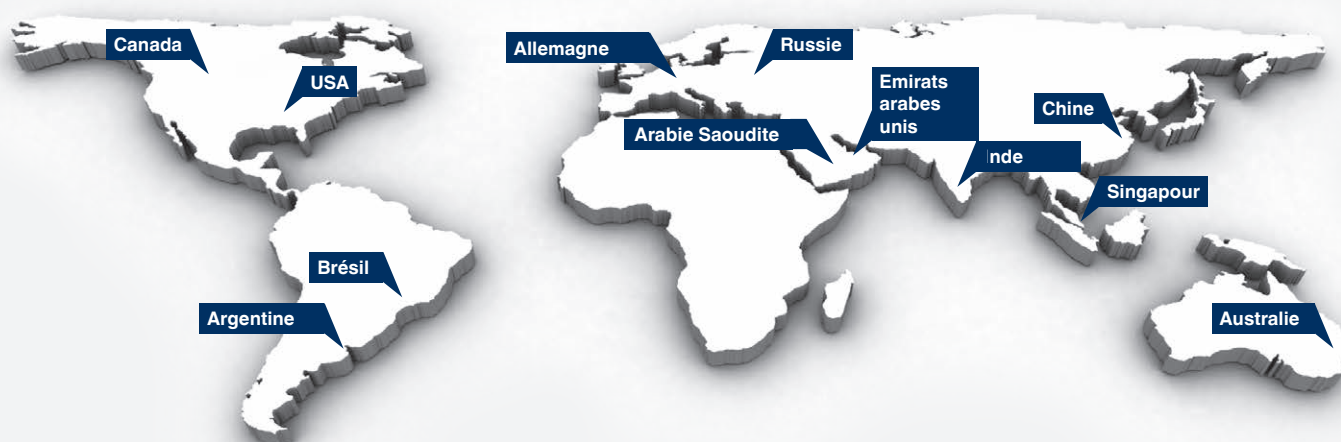 Canada
USA
Allemagne
Russie
Emirats
arabes
unis
Chine
Arabie Saoudite
Inde
Singapour
Brésil
Argentine
Australie